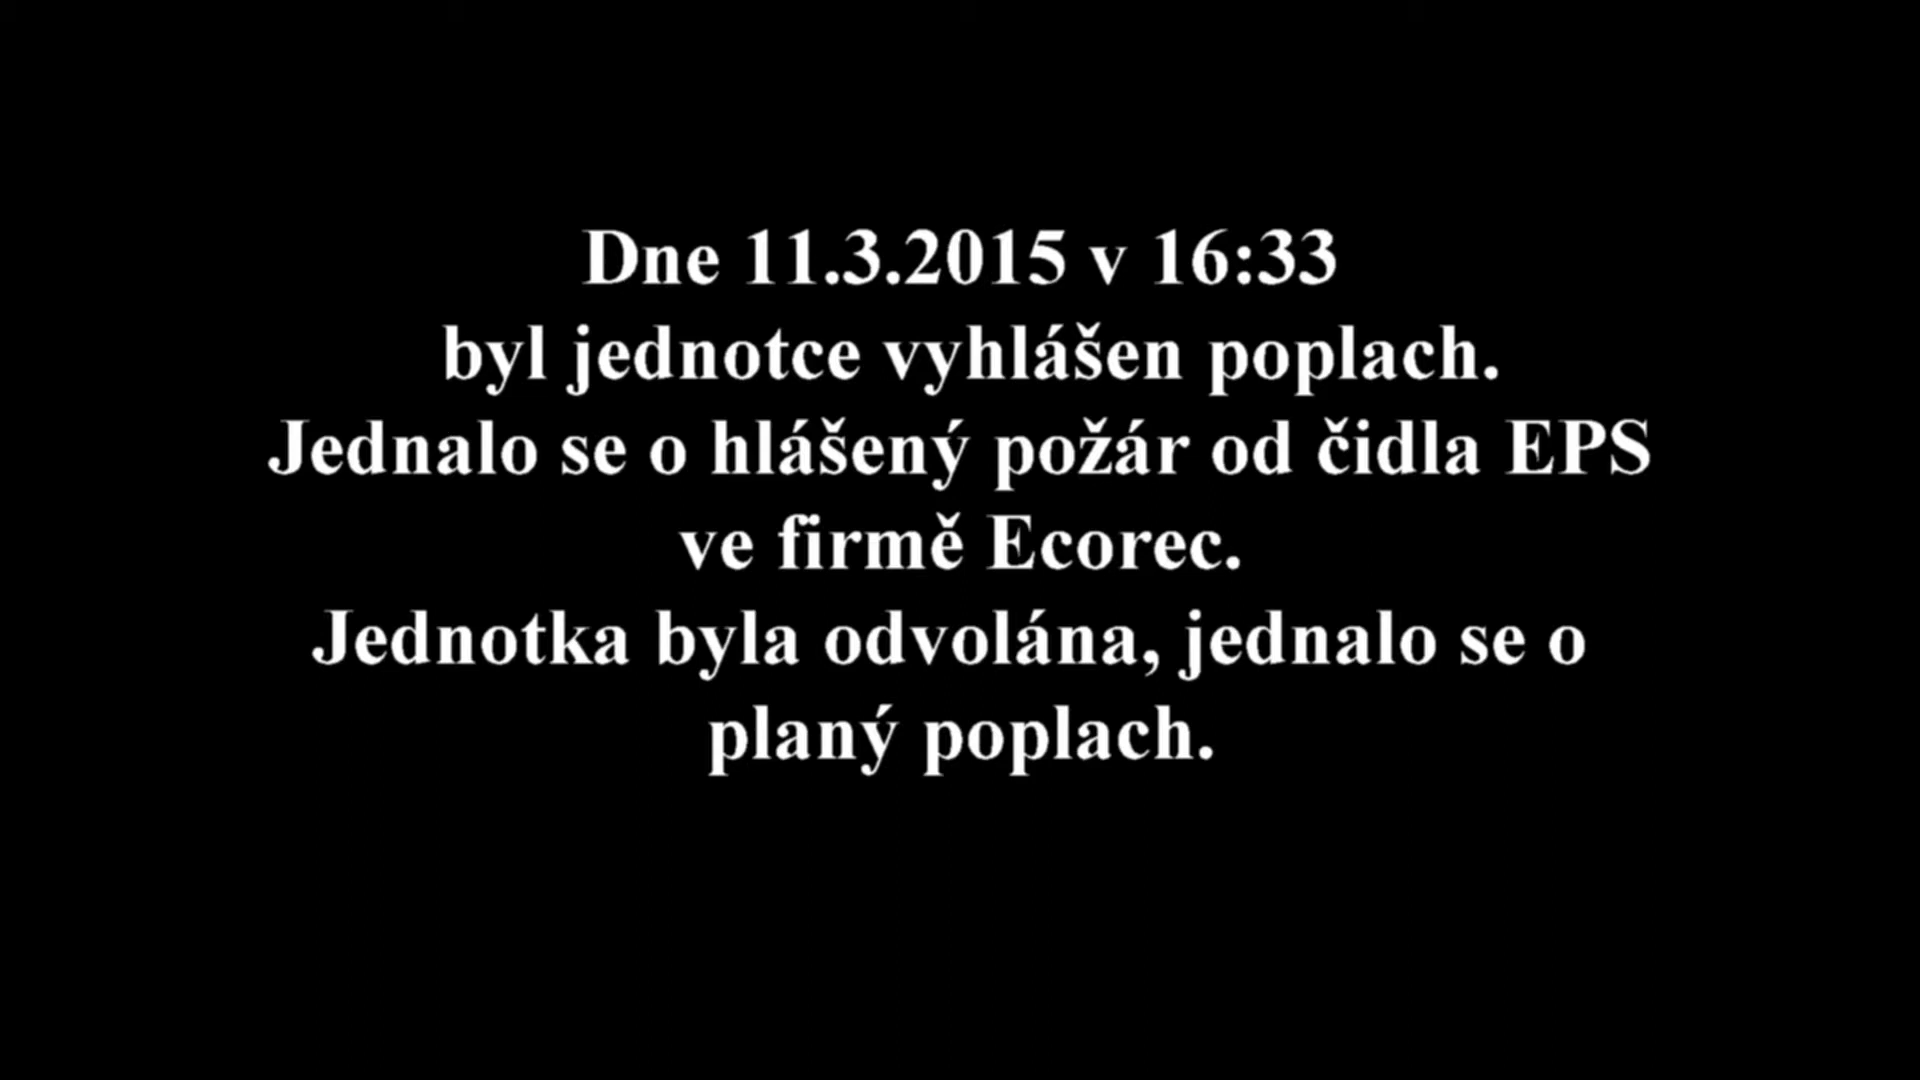 Dne 11.3.2015 v 16:33
byl jednotce vyhlášen poplach.
Jednalo se o hlášený požár od čidla EPS
ve firmě Ecorec.
Jednotka byla odvolána, jednalo se o
planý poplach.